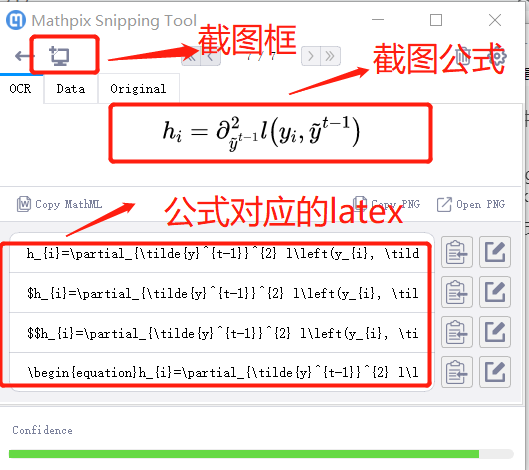 Mathpix Snipping Tool
截图框
7 / 7
截图公式
OCR
Data
Original
h_i = ∂²_{ỹ^{t−1}} l(y_i, ỹ^{t−1})
Copy MathML
Copy PNG
Open PNG
公式对应的latex
h_{i}=\partial_{\tilde{y}^{t-1}}^{2} l\left(y_{i}, \tild
$h_{i}=\partial_{\tilde{y}^{t-1}}^{2} l\left(y_{i}, \til
$$h_{i}=\partial_{\tilde{y}^{t-1}}^{2} l\left(y_{i}, \ti
\begin{equation}h_{i}=\partial_{\tilde{y}^{t-1}}^{2} l\l
Confidence